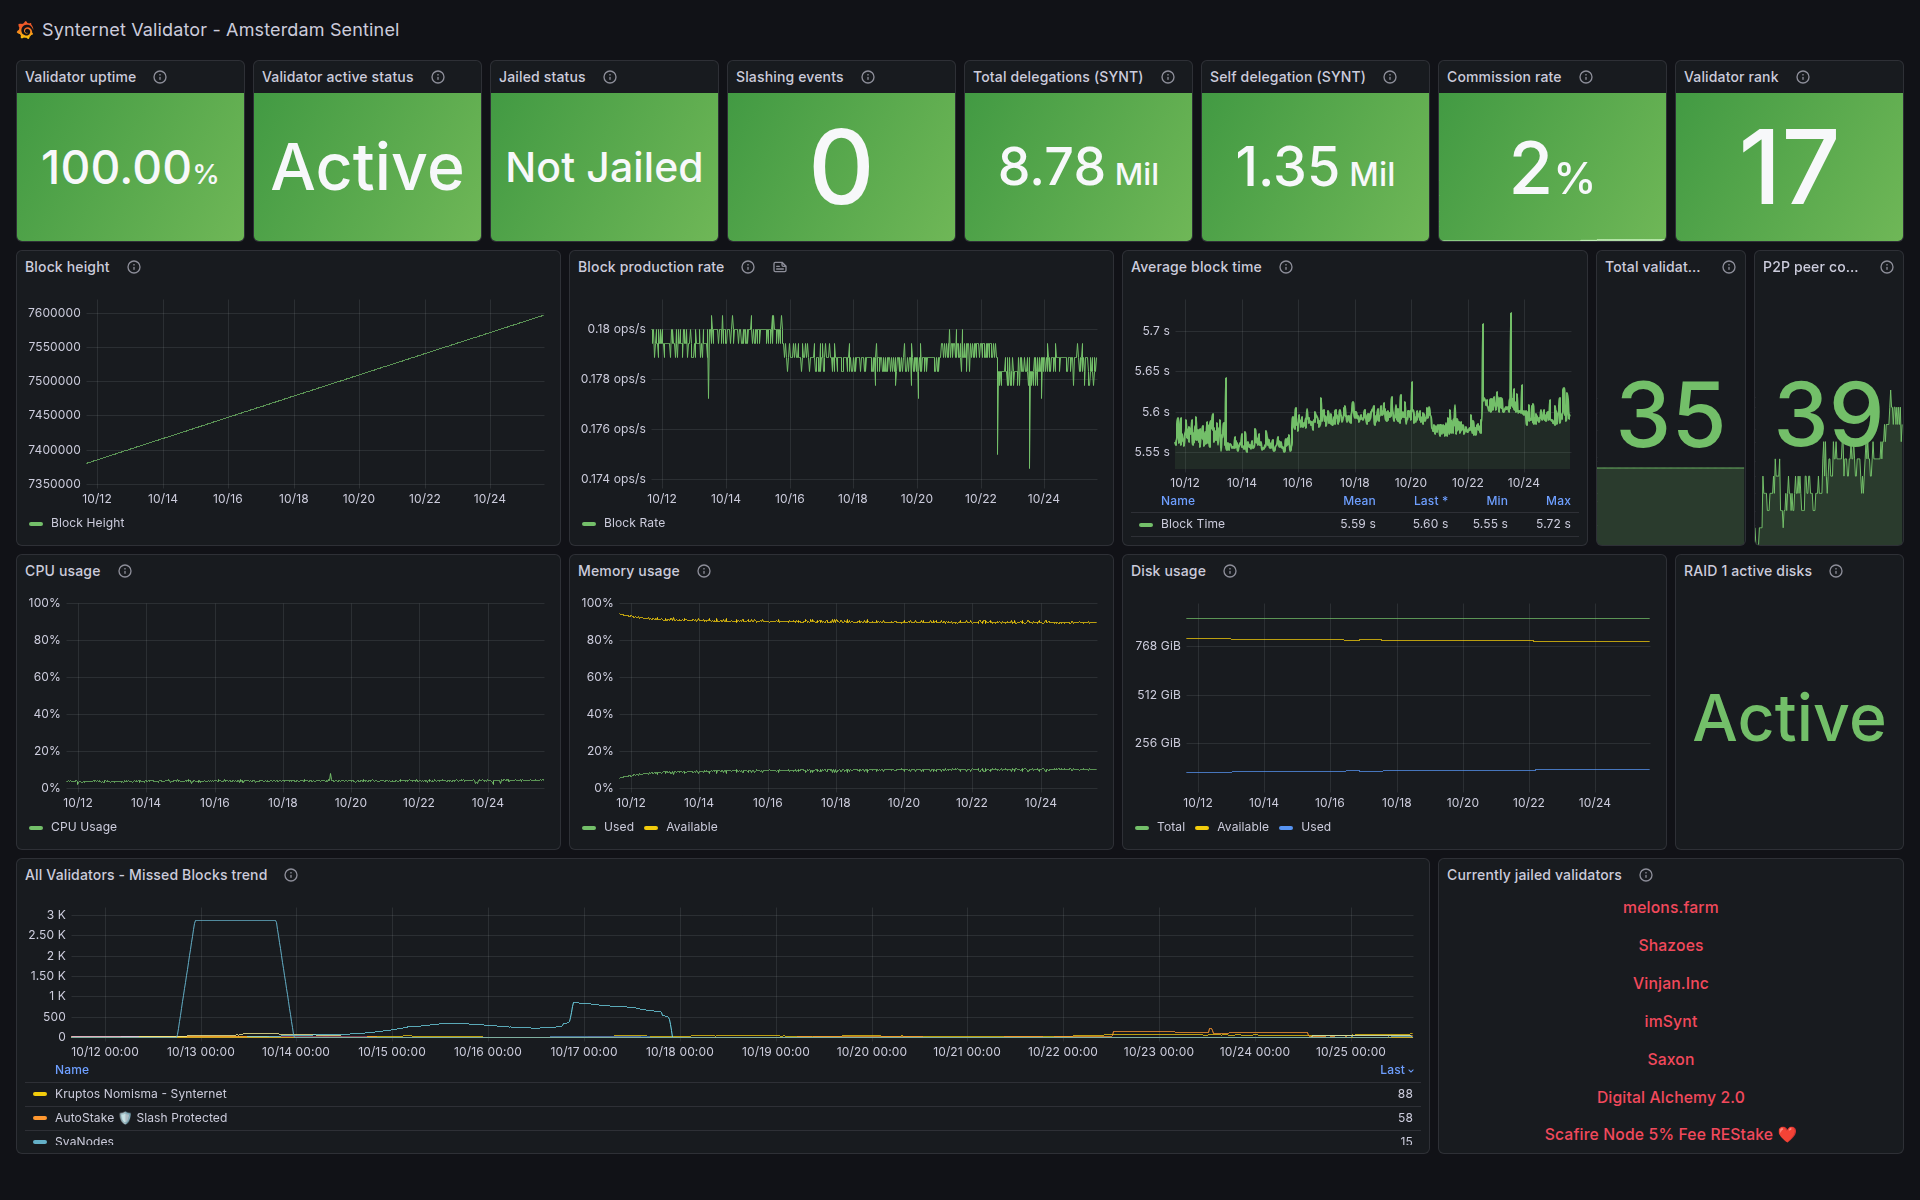 Synternet Validator - Amsterdam Sentinel
Validator uptime
Validator active status
Jailed status
Slashing events
Total delegations (SYNT)
Self delegation (SYNT)
Commission rate
Validator rank
100.00%
Active
Not Jailed
0
8.78 Mil
1.35 Mil
2%
17
Block height
7600000
7550000
7500000
7450000
7400000
7350000
10/12 10/14 10/16 10/18 10/20 10/22 10/24
Block Height
Block production rate
0.18 ops/s
0.178 ops/s
0.176 ops/s
0.174 ops/s
10/12 10/14 10/16 10/18 10/20 10/22 10/24
Block Rate
Average block time
5.7 s
5.65 s
5.6 s
5.55 s
10/12 10/14 10/16 10/18 10/20 10/22 10/24
Name Mean Last * Min Max
Block Time 5.59 s 5.60 s 5.55 s 5.72 s
Total validat...
35
P2P peer co...
39
CPU usage
100%
80%
60%
40%
20%
0%
10/12 10/14 10/16 10/18 10/20 10/22 10/24
CPU Usage
Memory usage
100%
80%
60%
40%
20%
0%
10/12 10/14 10/16 10/18 10/20 10/22 10/24
Used Available
Disk usage
768 GiB
512 GiB
256 GiB
10/12 10/14 10/16 10/18 10/20 10/22 10/24
Total Available Used
RAID 1 active disks
Active
All Validators - Missed Blocks trend
3 K
2.50 K
2 K
1.50 K
1 K
500
0
10/12 00:00 10/13 00:00 10/14 00:00 10/15 00:00 10/16 00:00 10/17 00:00 10/18 00:00 10/19 00:00 10/20 00:00 10/21 00:00 10/22 00:00 10/23 00:00 10/24 00:00 10/25 00:00
Name Last
Kruptos Nomisma - Synternet 88
AutoStake 🛡️ Slash Protected 58
SvaNodes 15
Currently jailed validators
melons.farm
Shazoes
Vinjan.Inc
imSynt
Saxon
Digital Alchemy 2.0
Scafire Node 5% Fee REStake ❤️